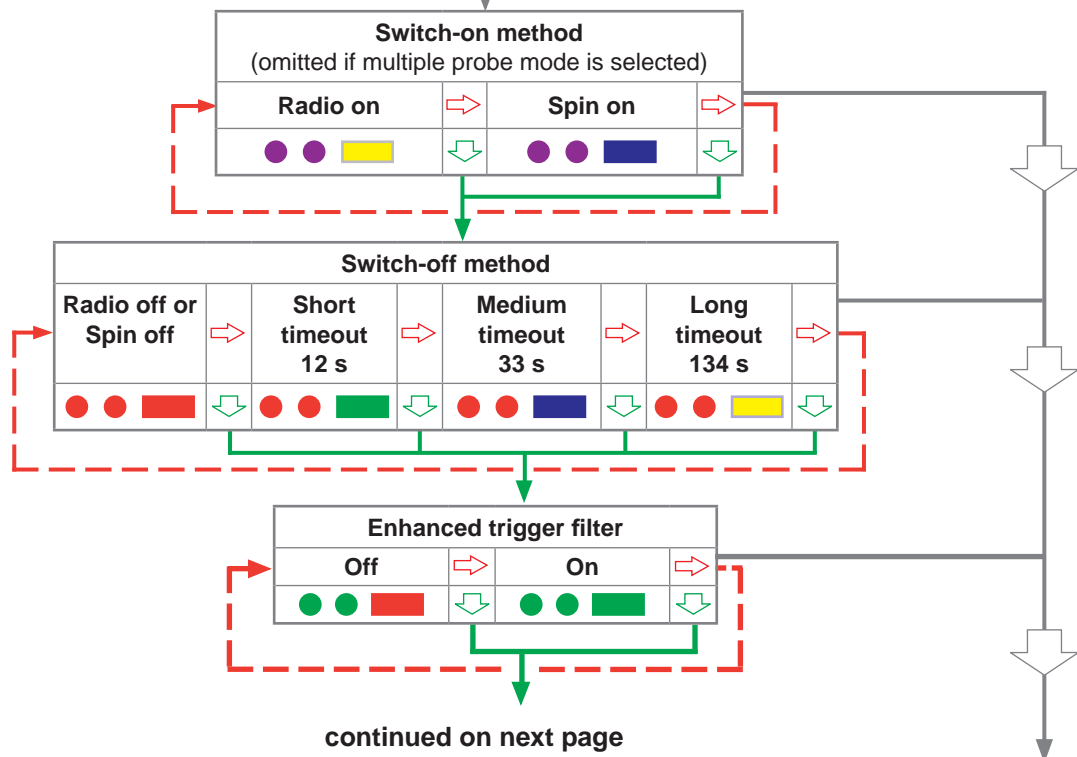 Switch-on method
(omitted if multiple probe mode is selected)
Radio on
Spin on
Switch-off method
Radio off or
Spin off
Short
timeout
12 s
Medium
timeout
33 s
Long
timeout
134 s
Enhanced trigger filter
Off
On
continued on next page